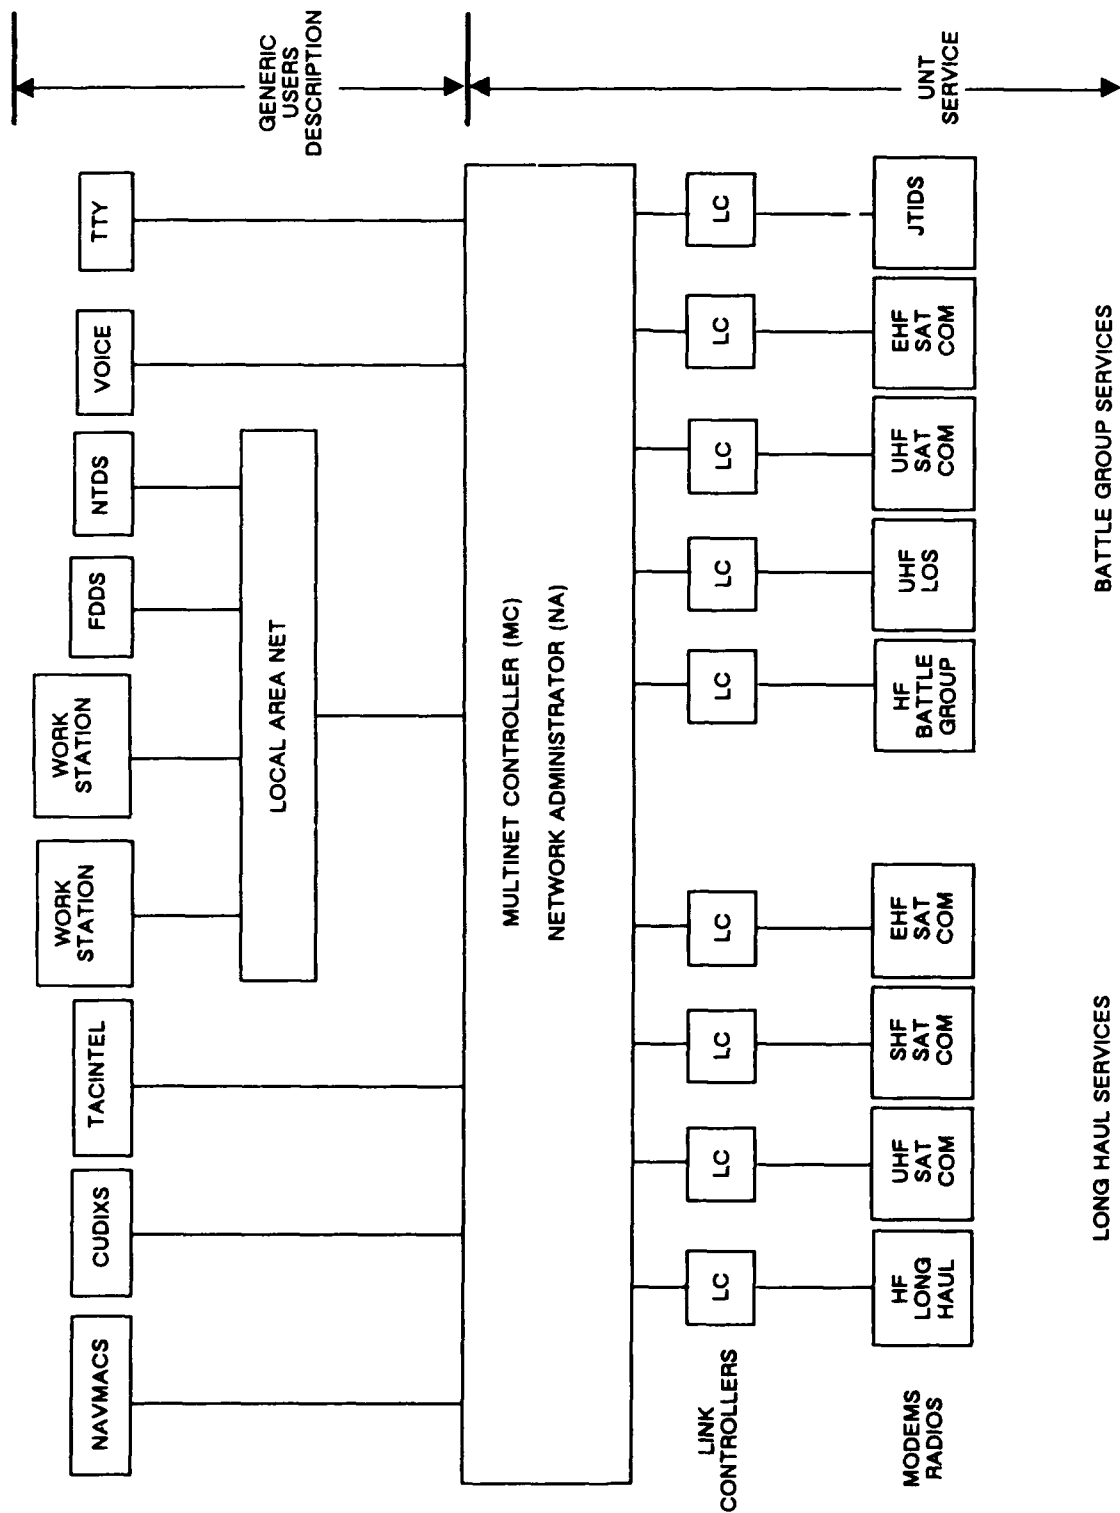 NAVMACS
CUDIXS
TACINTEL
WORK
STATION
WORK
STATION
FDDS
NTDS
VOICE
TTY
GENERIC
USERS
DESCRIPTION
LOCAL AREA NET
MULTINET CONTROLLER (MC)
NETWORK ADMINISTRATOR (NA)
LINK
CONTROLLERS
LC
LC
LC
LC
LC
LC
LC
LC
LC
UNT
SERVICE
MODEMS
RADIOS
HF
LONG
HAUL
UHF
SAT
COM
SHF
SAT
COM
EHF
SAT
COM
HF
BATTLE
GROUP
UHF
LOS
UHF
SAT
COM
EHF
SAT
COM
JTIDS
LONG HAUL SERVICES
BATTLE GROUP SERVICES